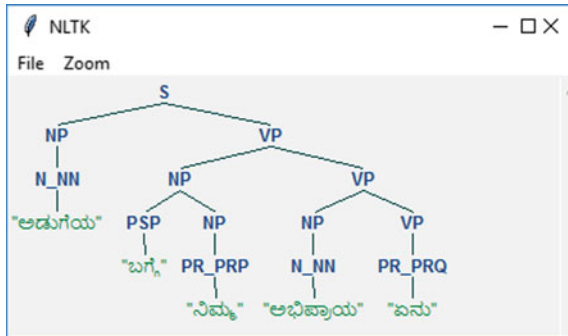 NLTK
File Zoom
S
NP VP
N_NN NP VP
"ಅಡುಗೆಯ" PSP NP NP VP
"ಬಗ್ಗೆ" PR_PRP N_NN PR_PRQ
"ನಿಮ್ಮ" "ಅಭಿಪ್ರಾಯ" "ಏನು"